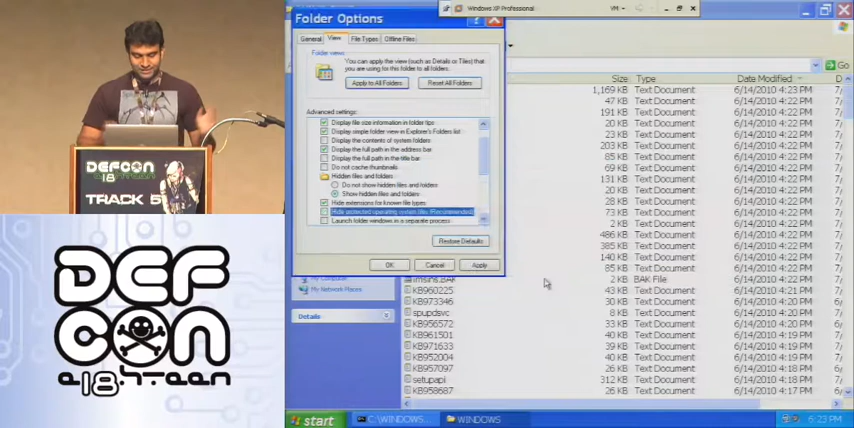 Windows XP Professional
VM
Folder Options
General
View
File Types
Offline Files
Folder views
You can apply the view (such as Details or Tiles) that
you are using for this folder to all folders.
Apply to All Folders
Reset All Folders
Advanced settings:
Display file size information in folder tips
Display simple folder view in Explorer's Folders list
Display the contents of system folders
Display the full path in the address bar
Display the full path in the title bar
Do not cache thumbnails
Hidden files and folders
Do not show hidden files and folders
Show hidden files and folders
Hide extensions for known file types
Hide protected operating system files (Recommended)
Launch folder windows in a separate process
Restore Defaults
OK
Cancel
Apply
Go
Size
Type
Date Modified
1,169 KB Text Document 6/14/2010 4:23 PM
47 KB Text Document 6/14/2010 4:22 PM
191 KB Text Document 6/14/2010 4:22 PM
20 KB Text Document 6/14/2010 4:22 PM
23 KB Text Document 6/14/2010 4:22 PM
203 KB Text Document 6/14/2010 4:22 PM
85 KB Text Document 6/14/2010 4:22 PM
69 KB Text Document 6/14/2010 4:22 PM
131 KB Text Document 6/14/2010 4:22 PM
20 KB Text Document 6/14/2010 4:22 PM
28 KB Text Document 6/14/2010 4:22 PM
73 KB Text Document 6/14/2010 4:22 PM
2 KB Text Document 6/14/2010 4:22 PM
486 KB Text Document 6/14/2010 4:22 PM
385 KB Text Document 6/14/2010 4:22 PM
140 KB Text Document 6/14/2010 4:22 PM
85 KB Text Document 6/14/2010 4:22 PM
imsins.BAK 2 KB BAK File 6/14/2010 4:22 PM
KB960225 43 KB Text Document 6/14/2010 4:21 PM
KB973346 30 KB Text Document 6/14/2010 4:20 PM
spupdsvc 8 KB Text Document 6/14/2010 4:20 PM
KB956572 33 KB Text Document 6/14/2010 4:20 PM
KB961501 34 KB Text Document 6/14/2010 4:19 PM
KB971633 39 KB Text Document 6/14/2010 4:19 PM
KB952004 38 KB Text Document 6/14/2010 4:19 PM
KB957097 26 KB Text Document 6/14/2010 4:18 PM
setupapi 312 KB Text Document 6/14/2010 4:18 PM
KB958687 26 KB Text Document 6/14/2010 4:18 PM
My Computer
My Network Places
Details
start
C:\WINDOWS...
WINDOWS
6:23 PM
DEFCON
18
TRACK 5
DEF
CON
e18hteen